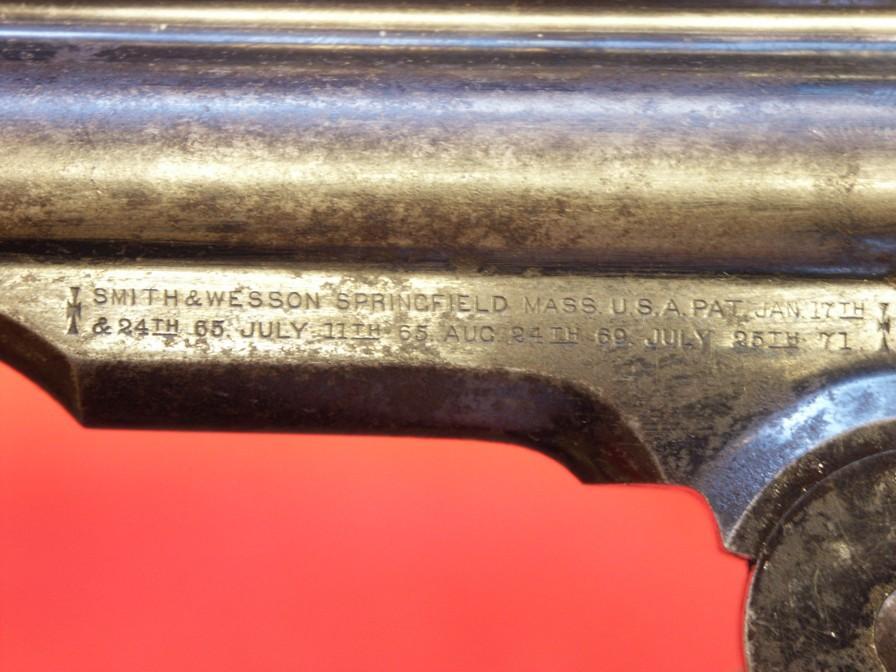 SMITH & WESSON SPRINGFIELD MASS. U.S.A. PAT. JAN. 17TH
& 24TH 65. JULY 11TH 65. AUG. 24TH 69. JULY 25TH 71.